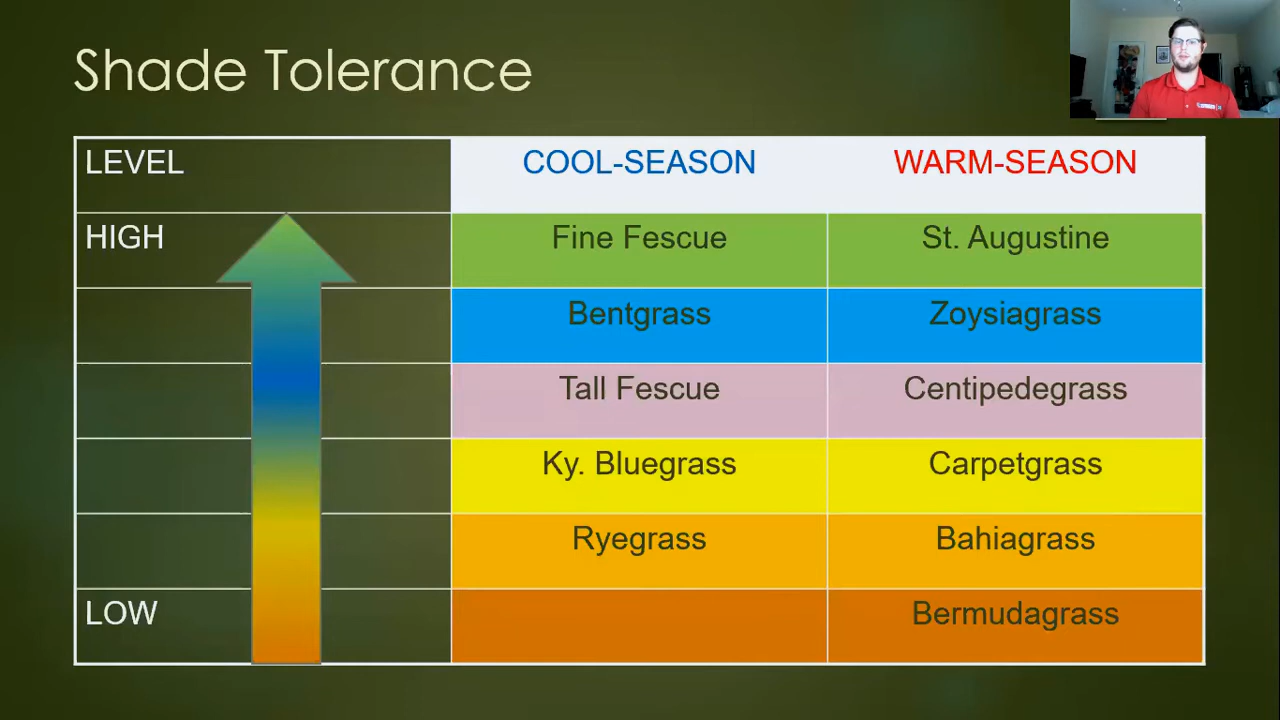 Shade Tolerance
LEVEL COOL-SEASON WARM-SEASON
HIGH Fine Fescue St. Augustine
Bentgrass Zoysiagrass
Tall Fescue Centipedegrass
Ky. Bluegrass Carpetgrass
Ryegrass Bahiagrass
LOW Bermudagrass